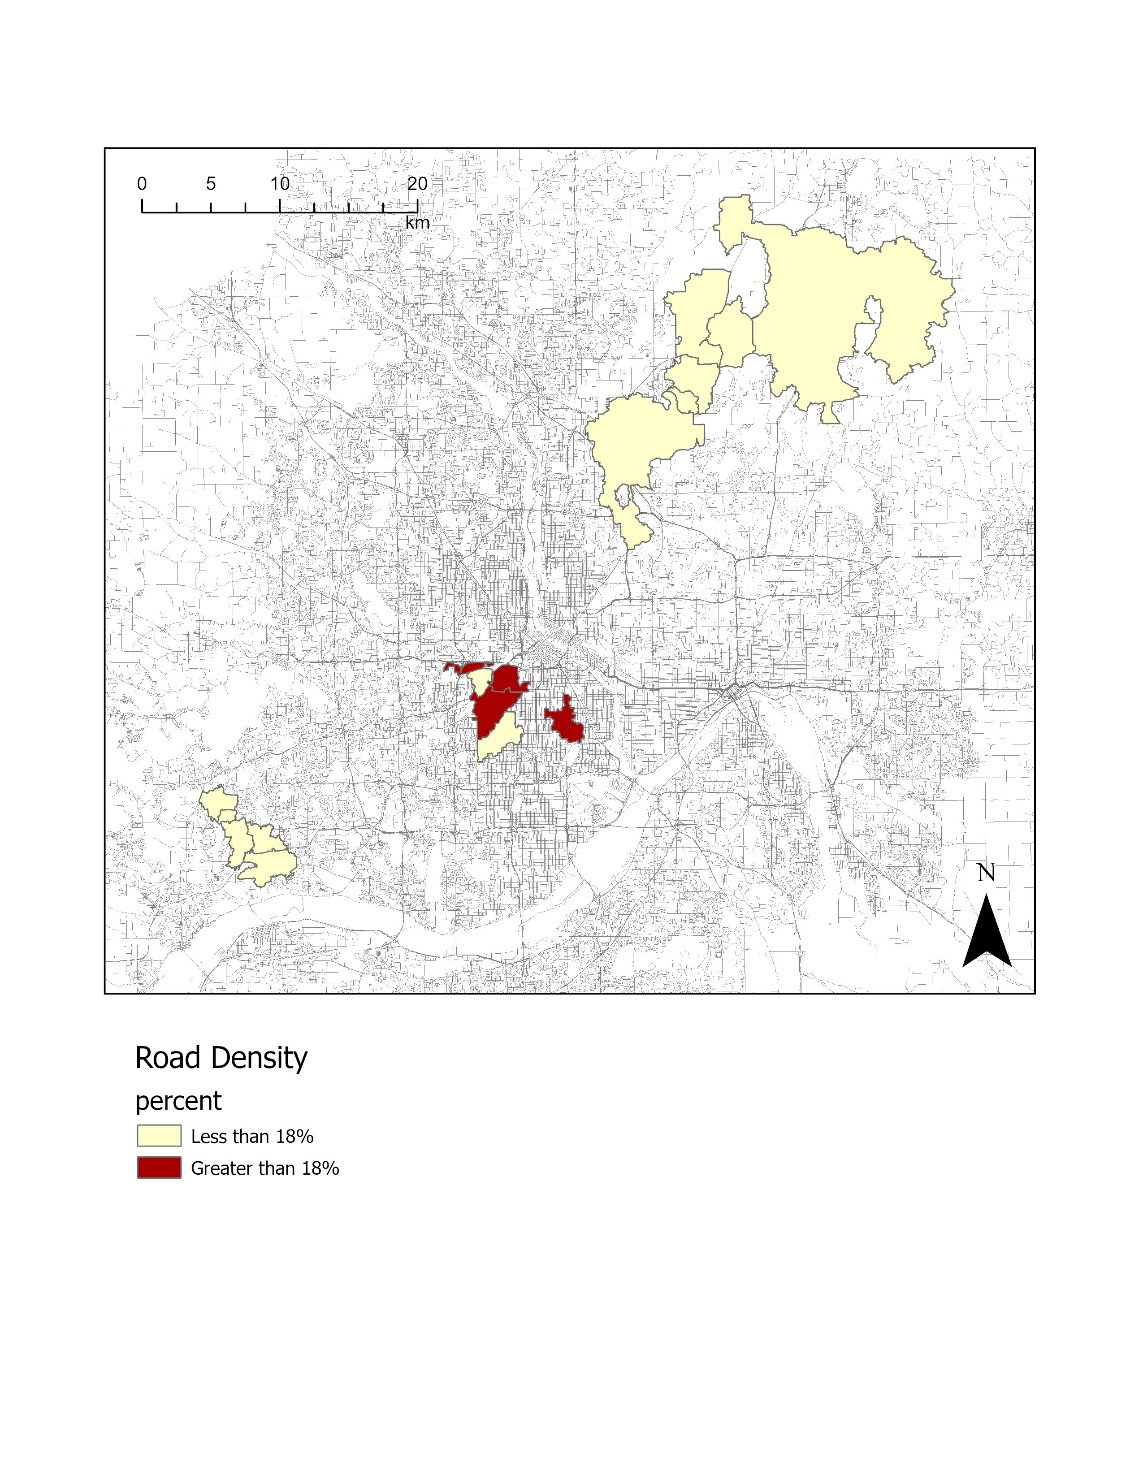 0 5 10 20
km
N
Road Density
percent
Less than 18%
Greater than 18%